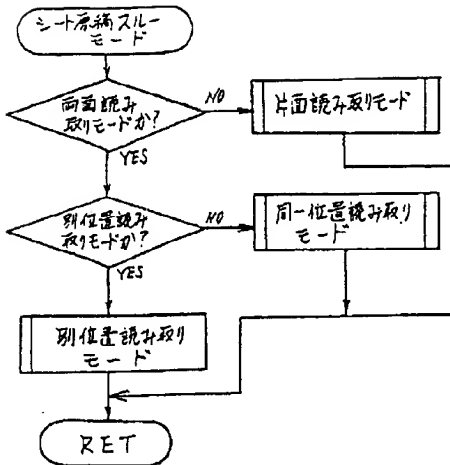 シート原稿スルー
モード
両面読み
取りモードか?
NO
片面読み取りモード
YES
別位置読み
取りモードか?
NO
同一位置読み取り
モード
YES
別位置読み取り
モード
RET